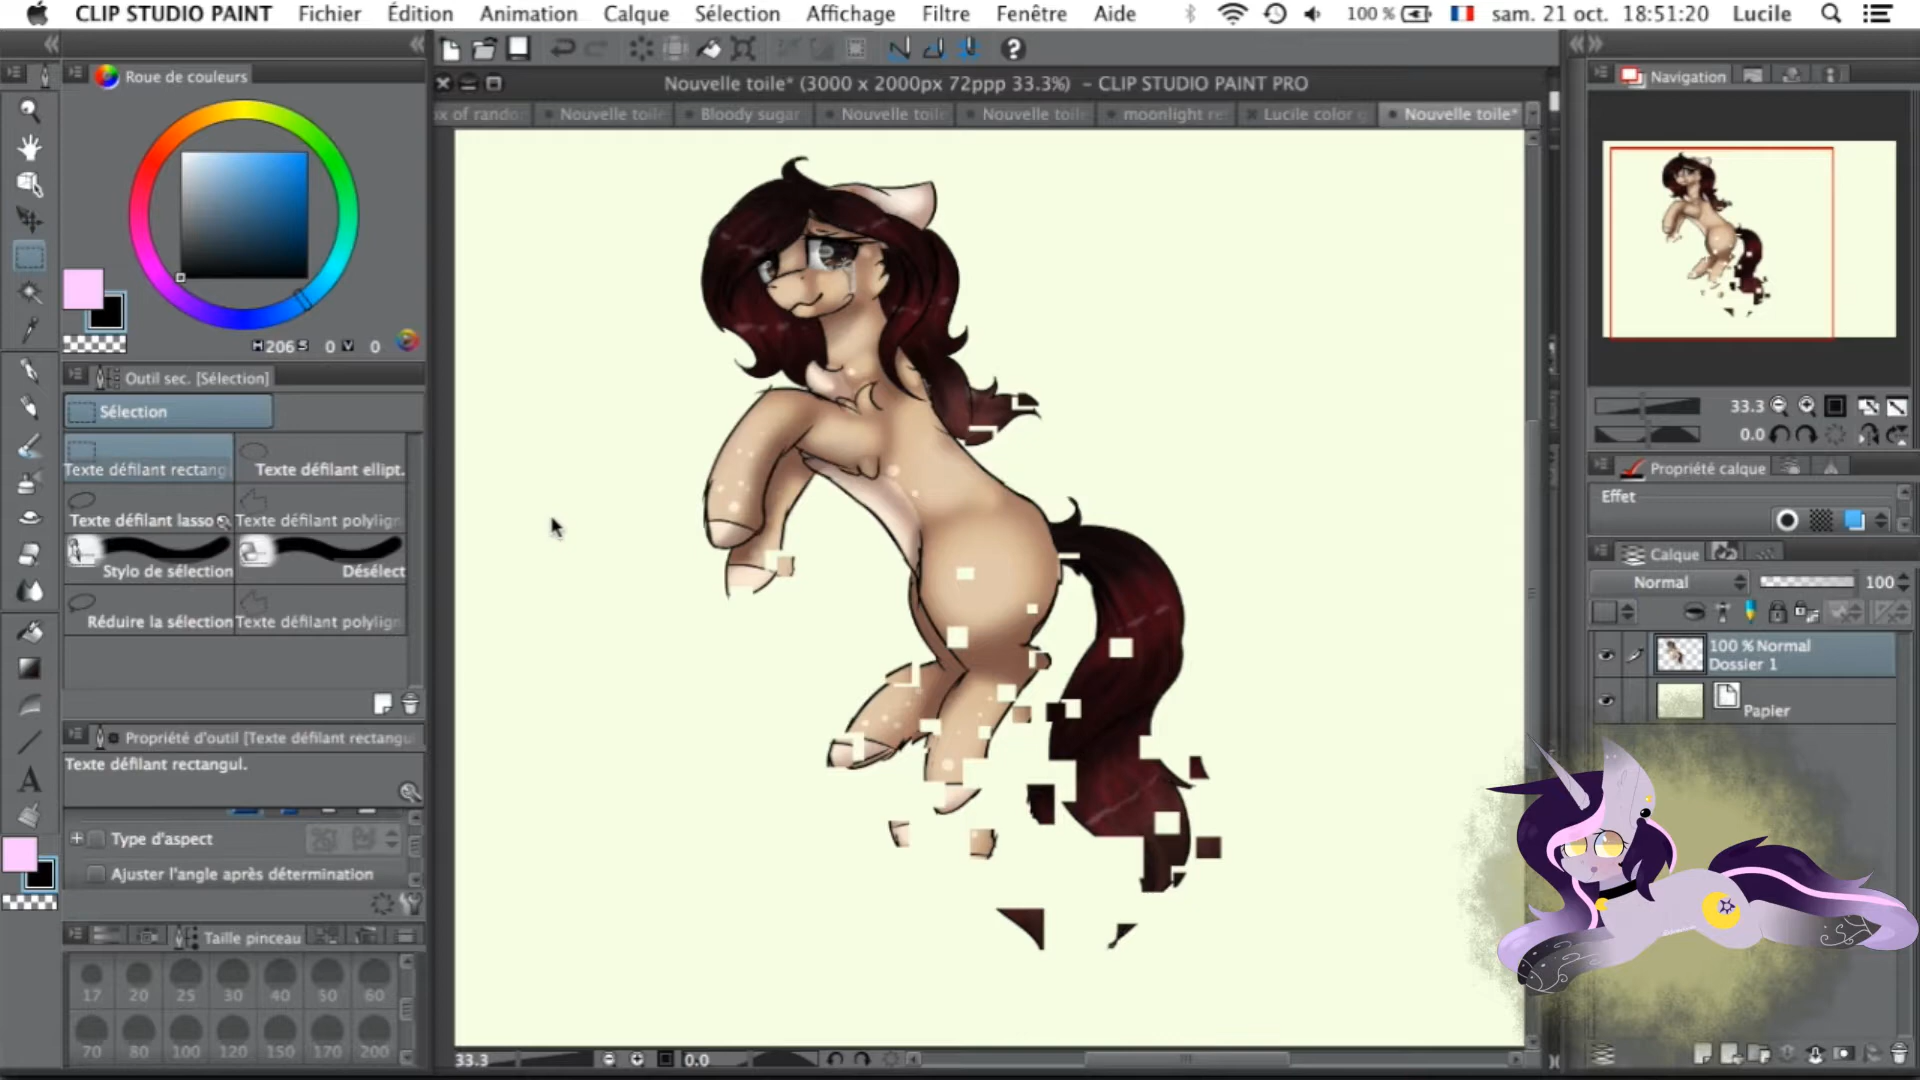 CLIP STUDIO PAINT Fichier Édition Animation Calque Sélection Affichage Filtre Fenêtre Aide 100 % sam. 21 oct. 18:51:20 Lucile
Roue de couleurs
Nouvelle toile* (3000 x 2000px 72ppp 33.3%) - CLIP STUDIO PAINT PRO
Navigation
ox of random Nouvelle toile Bloody sugar Nouvelle toile Nouvelle toile moonlight re Lucile color g Nouvelle toile*
H 206 S 0 V 0
Outil sec. [Sélection]
Sélection
33.3
0.0
Texte défilant rectang Texte défilant ellipt.
Propriété calque
Effet
Texte défilant lasso Texte défilant polylign
Calque
Stylo de sélection Désélect
Normal 100
Réduire la sélection Texte défilant polylign
100 % Normal
Dossier 1
Papier
Propriété d'outil [Texte défilant rectangu
Texte défilant rectangul.
Type d'aspect
Ajuster l'angle après détermination
Taille pinceau
17 20 25 30 40 50 60
70 80 100 120 150 170 200
33.3 0.0